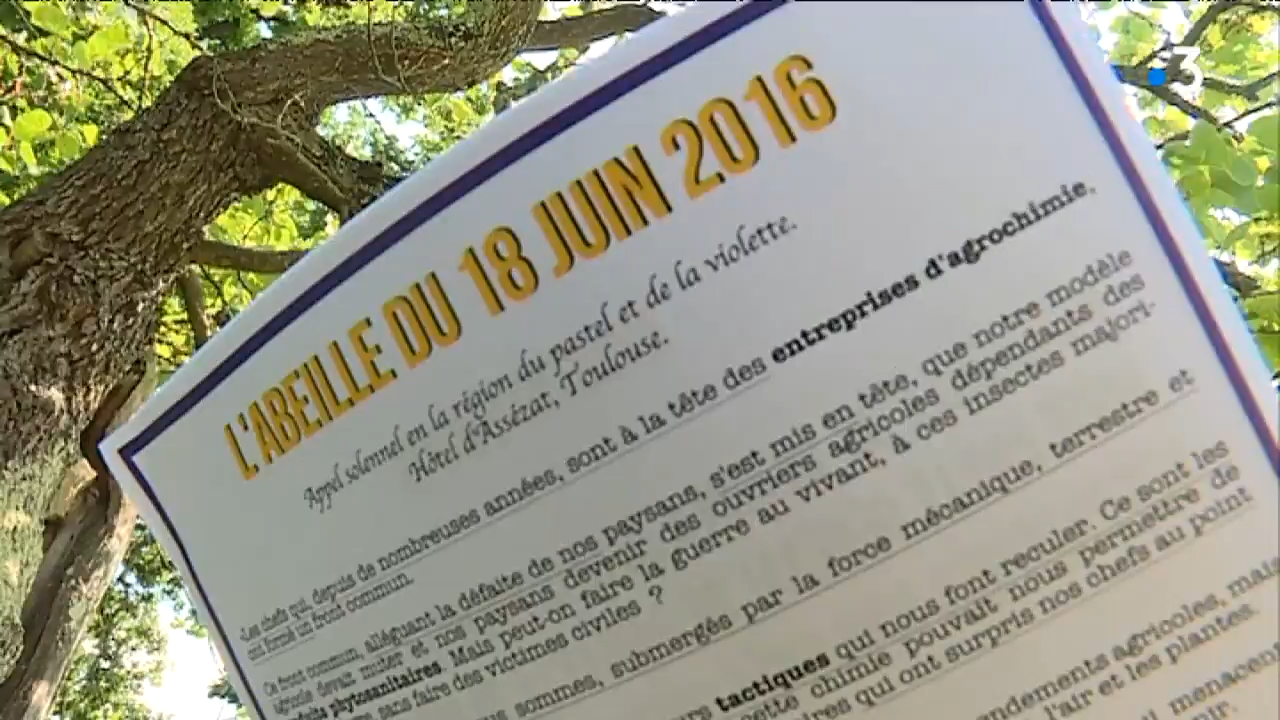 3
L'ABEILLE DU 18 JUIN 2016
Appel solennel en la région du pastel et de la violette.
Hôtel d'Assézat, Toulouse.
«Les chefs qui, depuis de nombreuses années, sont à la tête des entreprises d'agrochimie,
ont formé un front commun.
Ce front commun, alléguant la défaite de nos paysans, s'est mis en tête, que notre modèle
agricole devait muter et nos paysans devenir des ouvriers agricoles dépendants des
phytosanitaires. Mais peut-on faire la guerre au vivant, à ces insectes majori-
sans faire des victimes civiles ?
sommes, submergés par la force mécanique, terrestre et
tactiques qui nous font reculer. Ce sont les
cette chimie pouvait nous permettre de
qui ont surpris nos chefs au point
agricoles, mais
l'air et les plantes